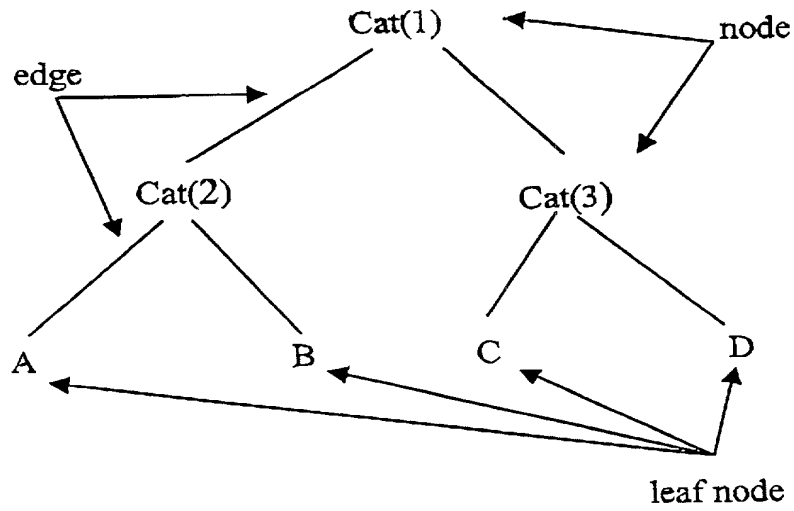 Cat(1)
node
edge
Cat(2)
Cat(3)
A
B
C
D
leaf node